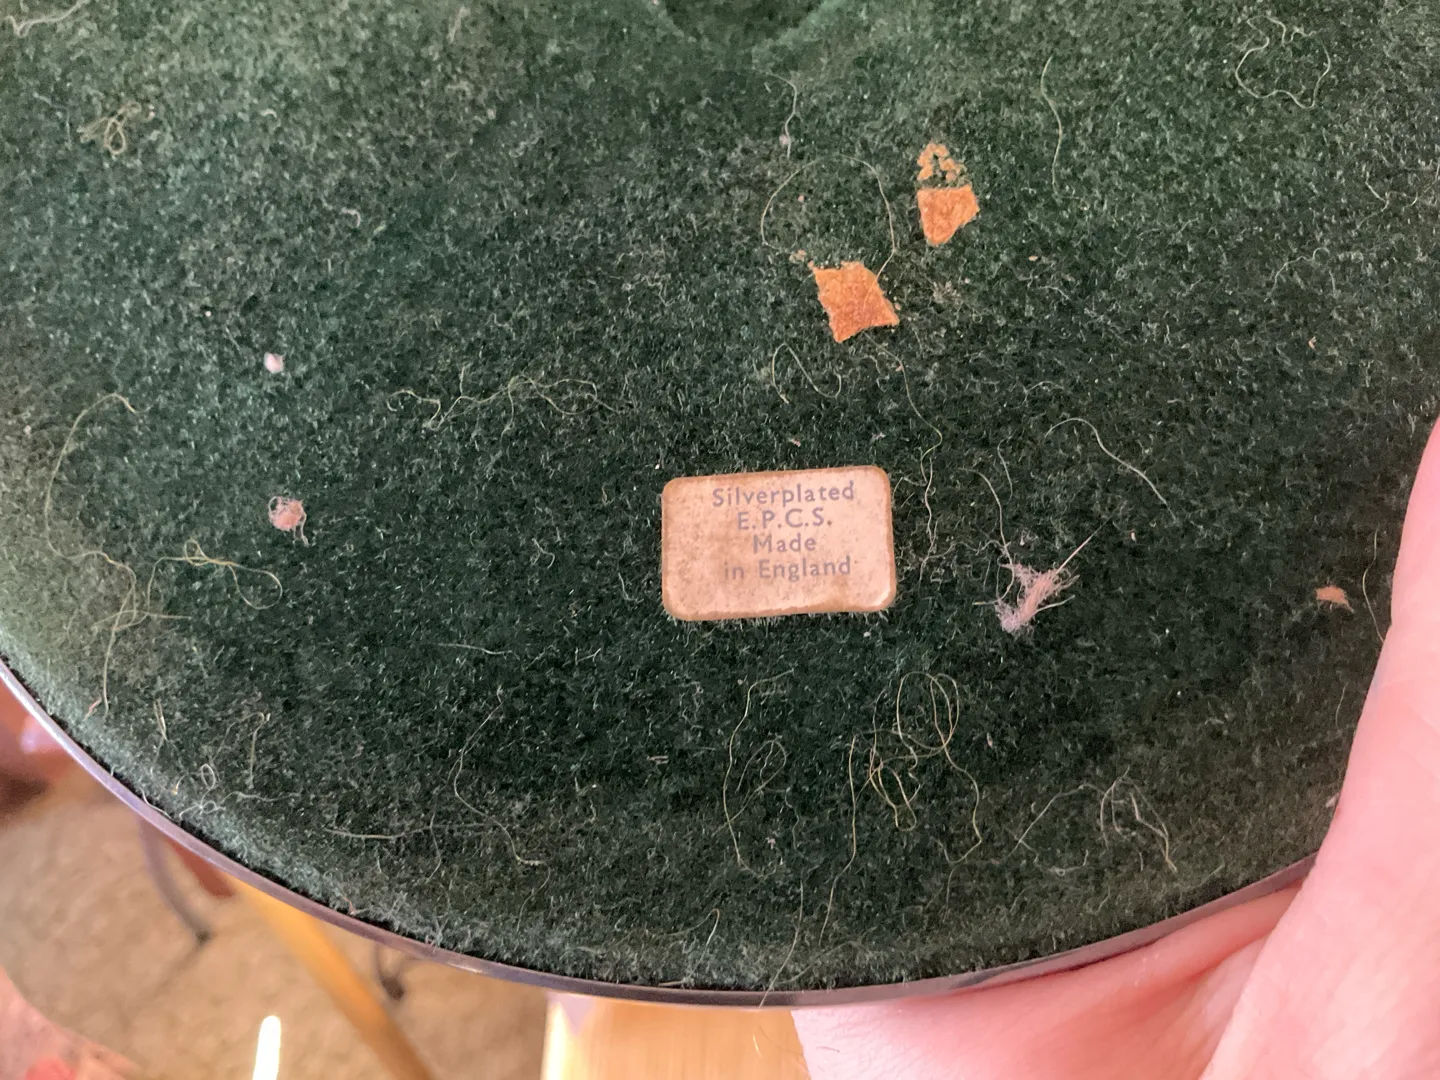 Silverplated
E.P.C.S.
Made
in England